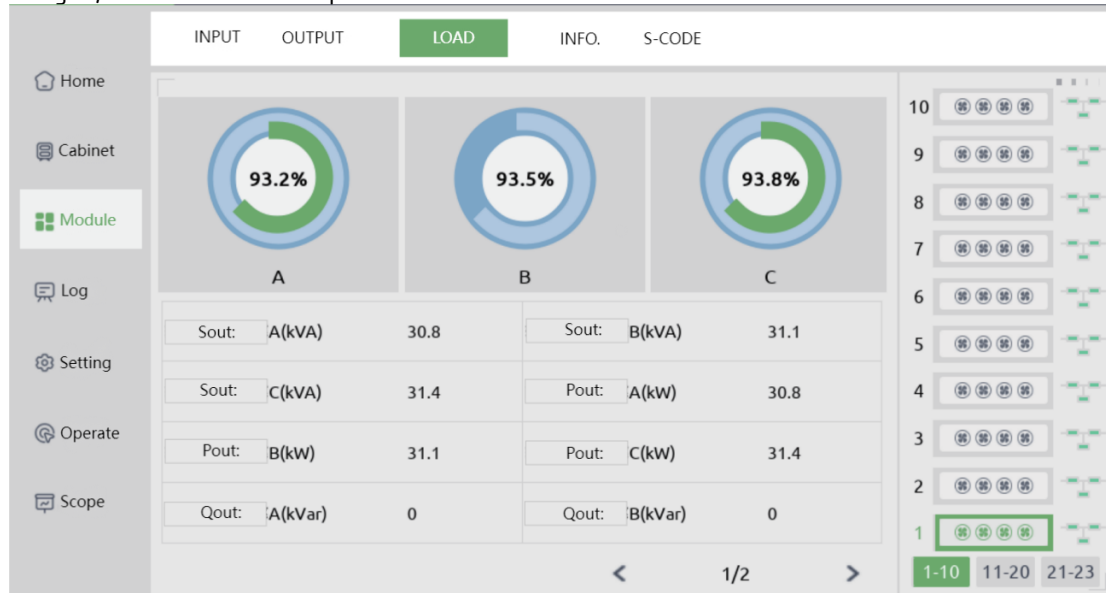 INPUT OUTPUT LOAD INFO. S-CODE
Home
Cabinet
Module
Log
Setting
Operate
Scope
93.2% 93.5% 93.8%
A B C
Sout: A(kVA) 30.8 Sout: B(kVA) 31.1
Sout: C(kVA) 31.4 Pout: A(kW) 30.8
Pout: B(kW) 31.1 Pout: C(kW) 31.4
Qout: A(kVar) 0 Qout: B(kVar) 0
< 1/2 >
10
9
8
7
6
5
4
3
2
1
1-10 11-20 21-23